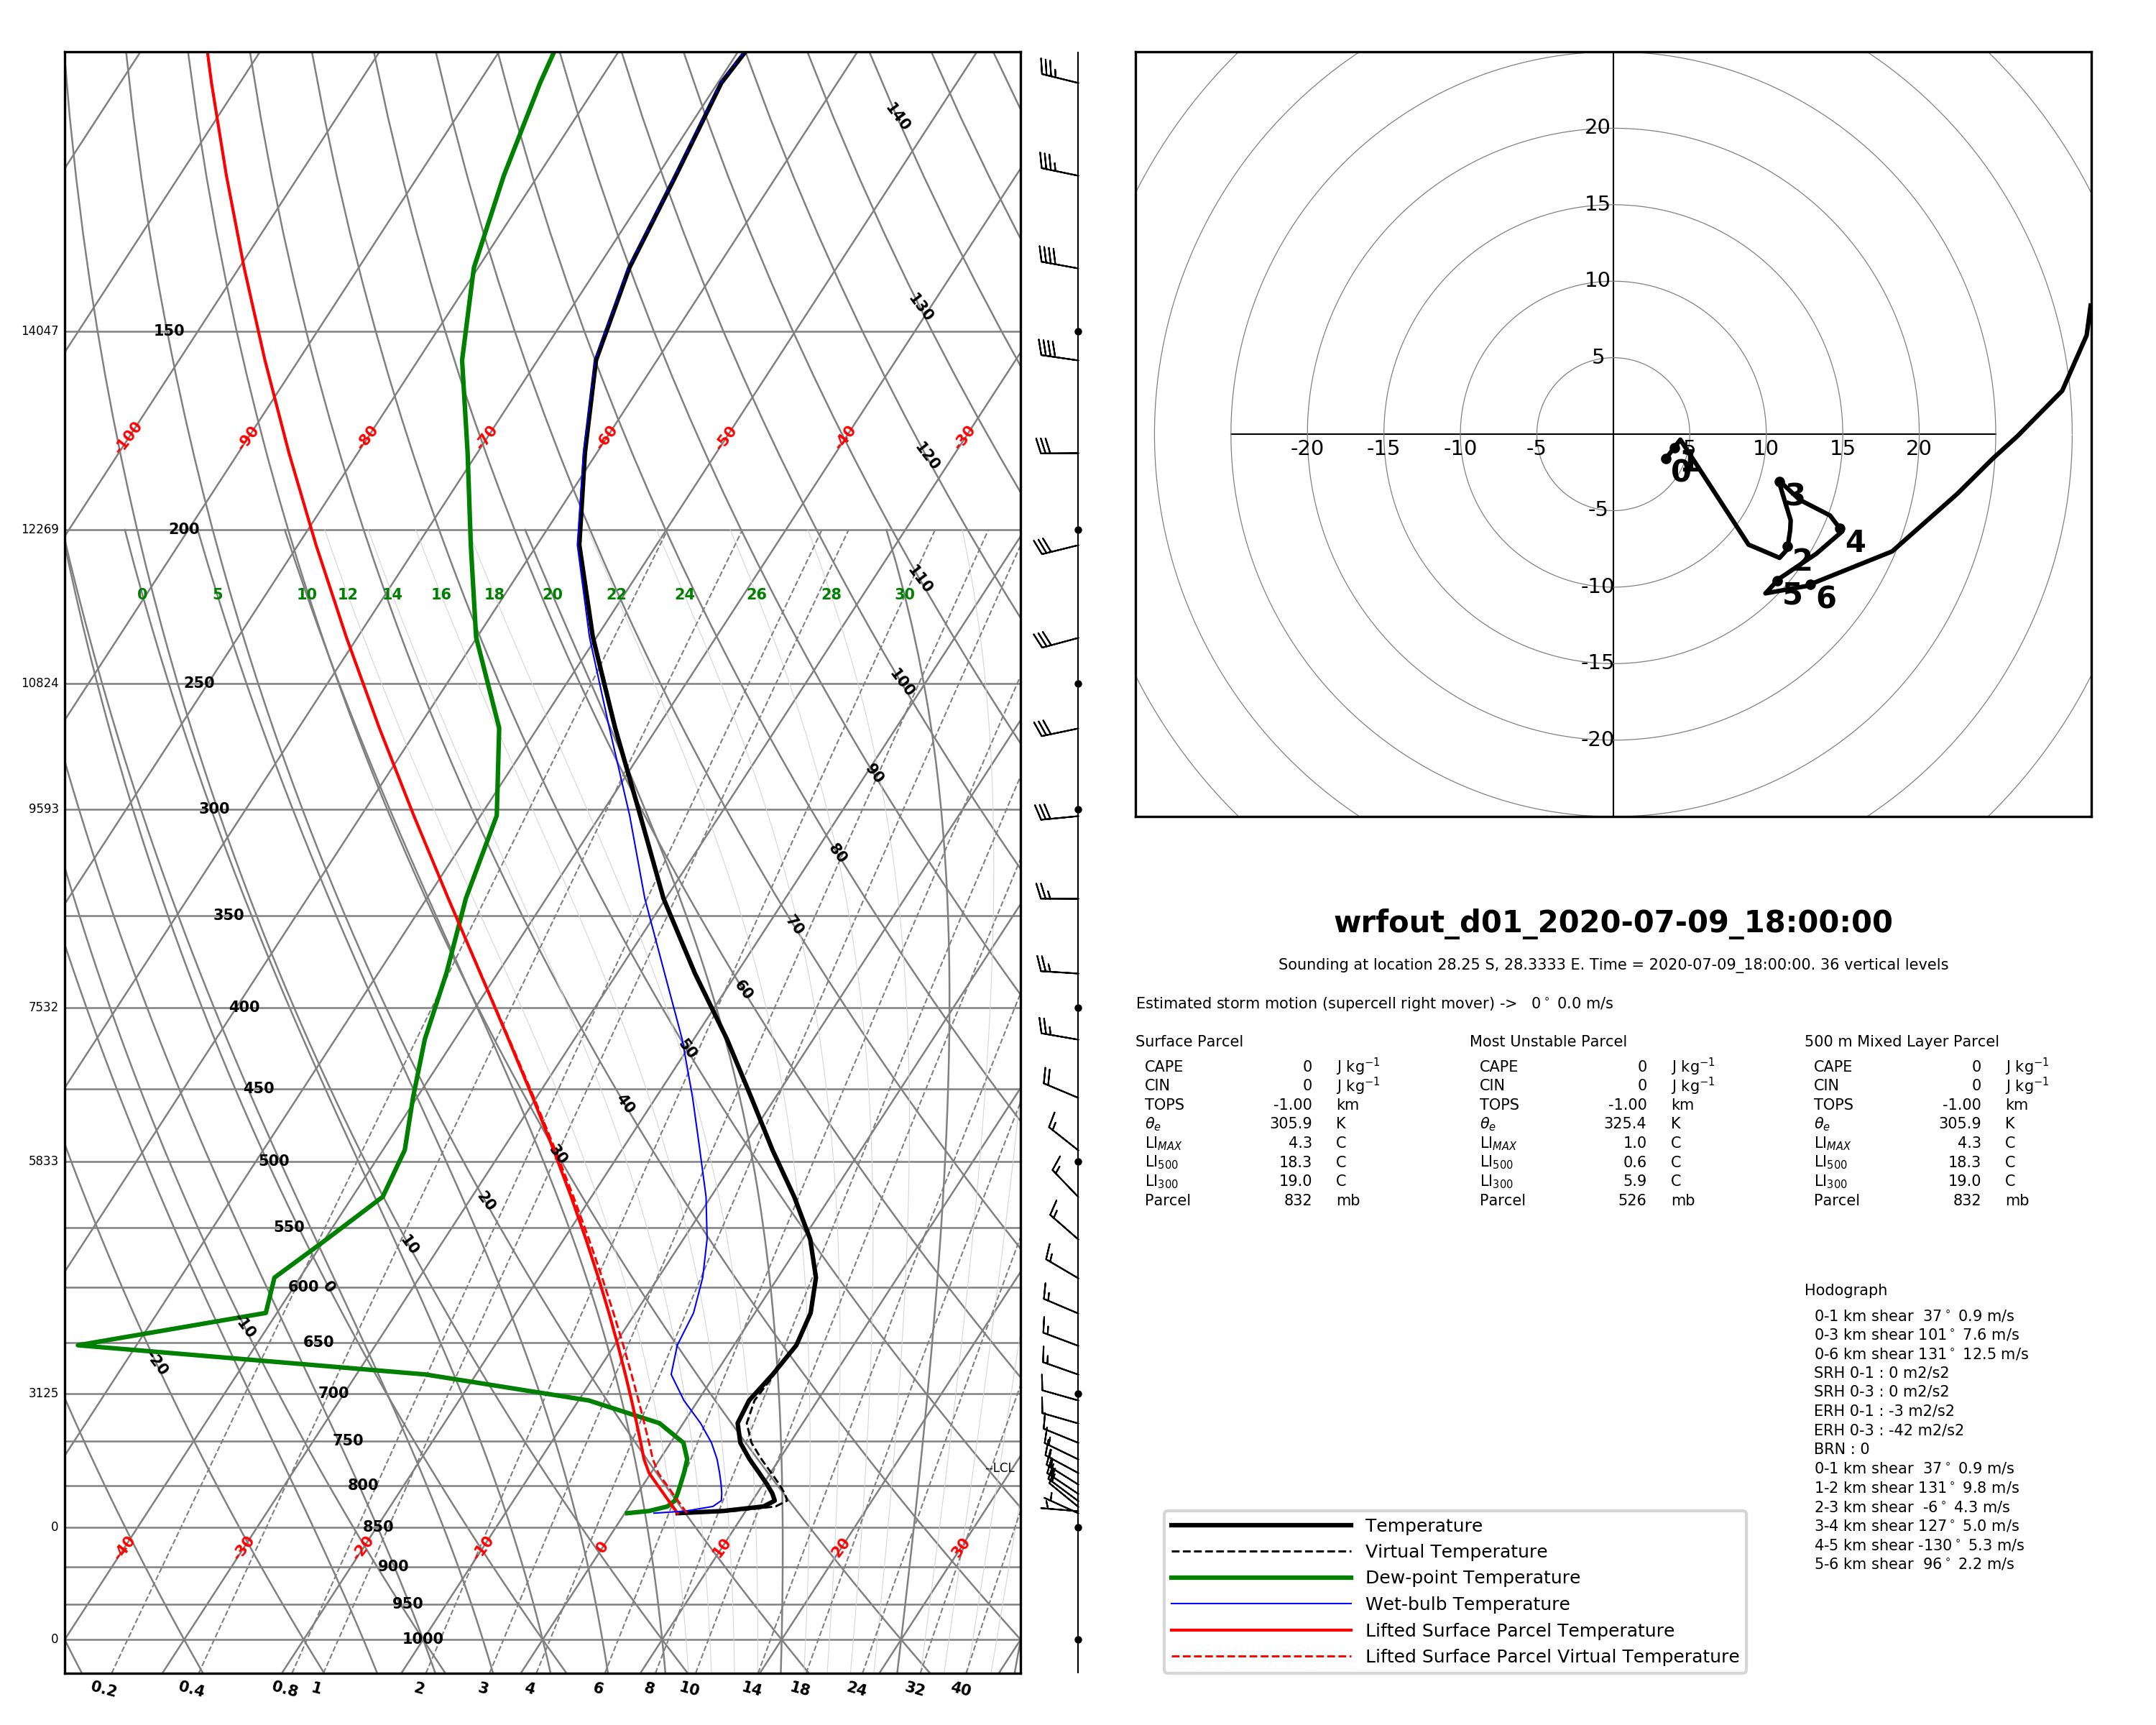 140
130
120
110
100
90
80
70
60
50
40
30
20
10
0
-10
-20
14047 150
-100 -90 -80 -70 -60 -50 -40 -30
12269 200
0 5 10 12 14 16 18 20 22 24 26 28 30
10824 250
9593 300
350
7532 400
450
5833 500
550
600
650
3125 700
750
800
--LCL
0 850
-40 -30 -20 -10 0 10 20 30
900
950
0 1000
0.2 0.4 0.8 1 2 3 4 6 8 10 14 18 24 32 40
20
15
10
5
-20 -15 -10 -5 5 10 15 20
-5
-10
-15
-20
0 1 2 3 4 5 6
wrfout_d01_2020-07-09_18:00:00
Sounding at location 28.25 S, 28.3333 E. Time = 2020-07-09_18:00:00. 36 vertical levels
Estimated storm motion (supercell right mover) -> 0° 0.0 m/s
Surface Parcel
CAPE 0 J kg⁻¹
CIN 0 J kg⁻¹
TOPS -1.00 km
θₑ 305.9 K
LI_MAX 4.3 C
LI₅₀₀ 18.3 C
LI₃₀₀ 19.0 C
Parcel 832 mb
Most Unstable Parcel
CAPE 0 J kg⁻¹
CIN 0 J kg⁻¹
TOPS -1.00 km
θₑ 325.4 K
LI_MAX 1.0 C
LI₅₀₀ 0.6 C
LI₃₀₀ 5.9 C
Parcel 526 mb
500 m Mixed Layer Parcel
CAPE 0 J kg⁻¹
CIN 0 J kg⁻¹
TOPS -1.00 km
θₑ 305.9 K
LI_MAX 4.3 C
LI₅₀₀ 18.3 C
LI₃₀₀ 19.0 C
Parcel 832 mb
Hodograph
0-1 km shear 37° 0.9 m/s
0-3 km shear 101° 7.6 m/s
0-6 km shear 131° 12.5 m/s
SRH 0-1 : 0 m2/s2
SRH 0-3 : 0 m2/s2
ERH 0-1 : -3 m2/s2
ERH 0-3 : -42 m2/s2
BRN : 0
0-1 km shear 37° 0.9 m/s
1-2 km shear 131° 9.8 m/s
2-3 km shear -6° 4.3 m/s
3-4 km shear 127° 5.0 m/s
4-5 km shear -130° 5.3 m/s
5-6 km shear 96° 2.2 m/s
Temperature
Virtual Temperature
Dew-point Temperature
Wet-bulb Temperature
Lifted Surface Parcel Temperature
Lifted Surface Parcel Virtual Temperature